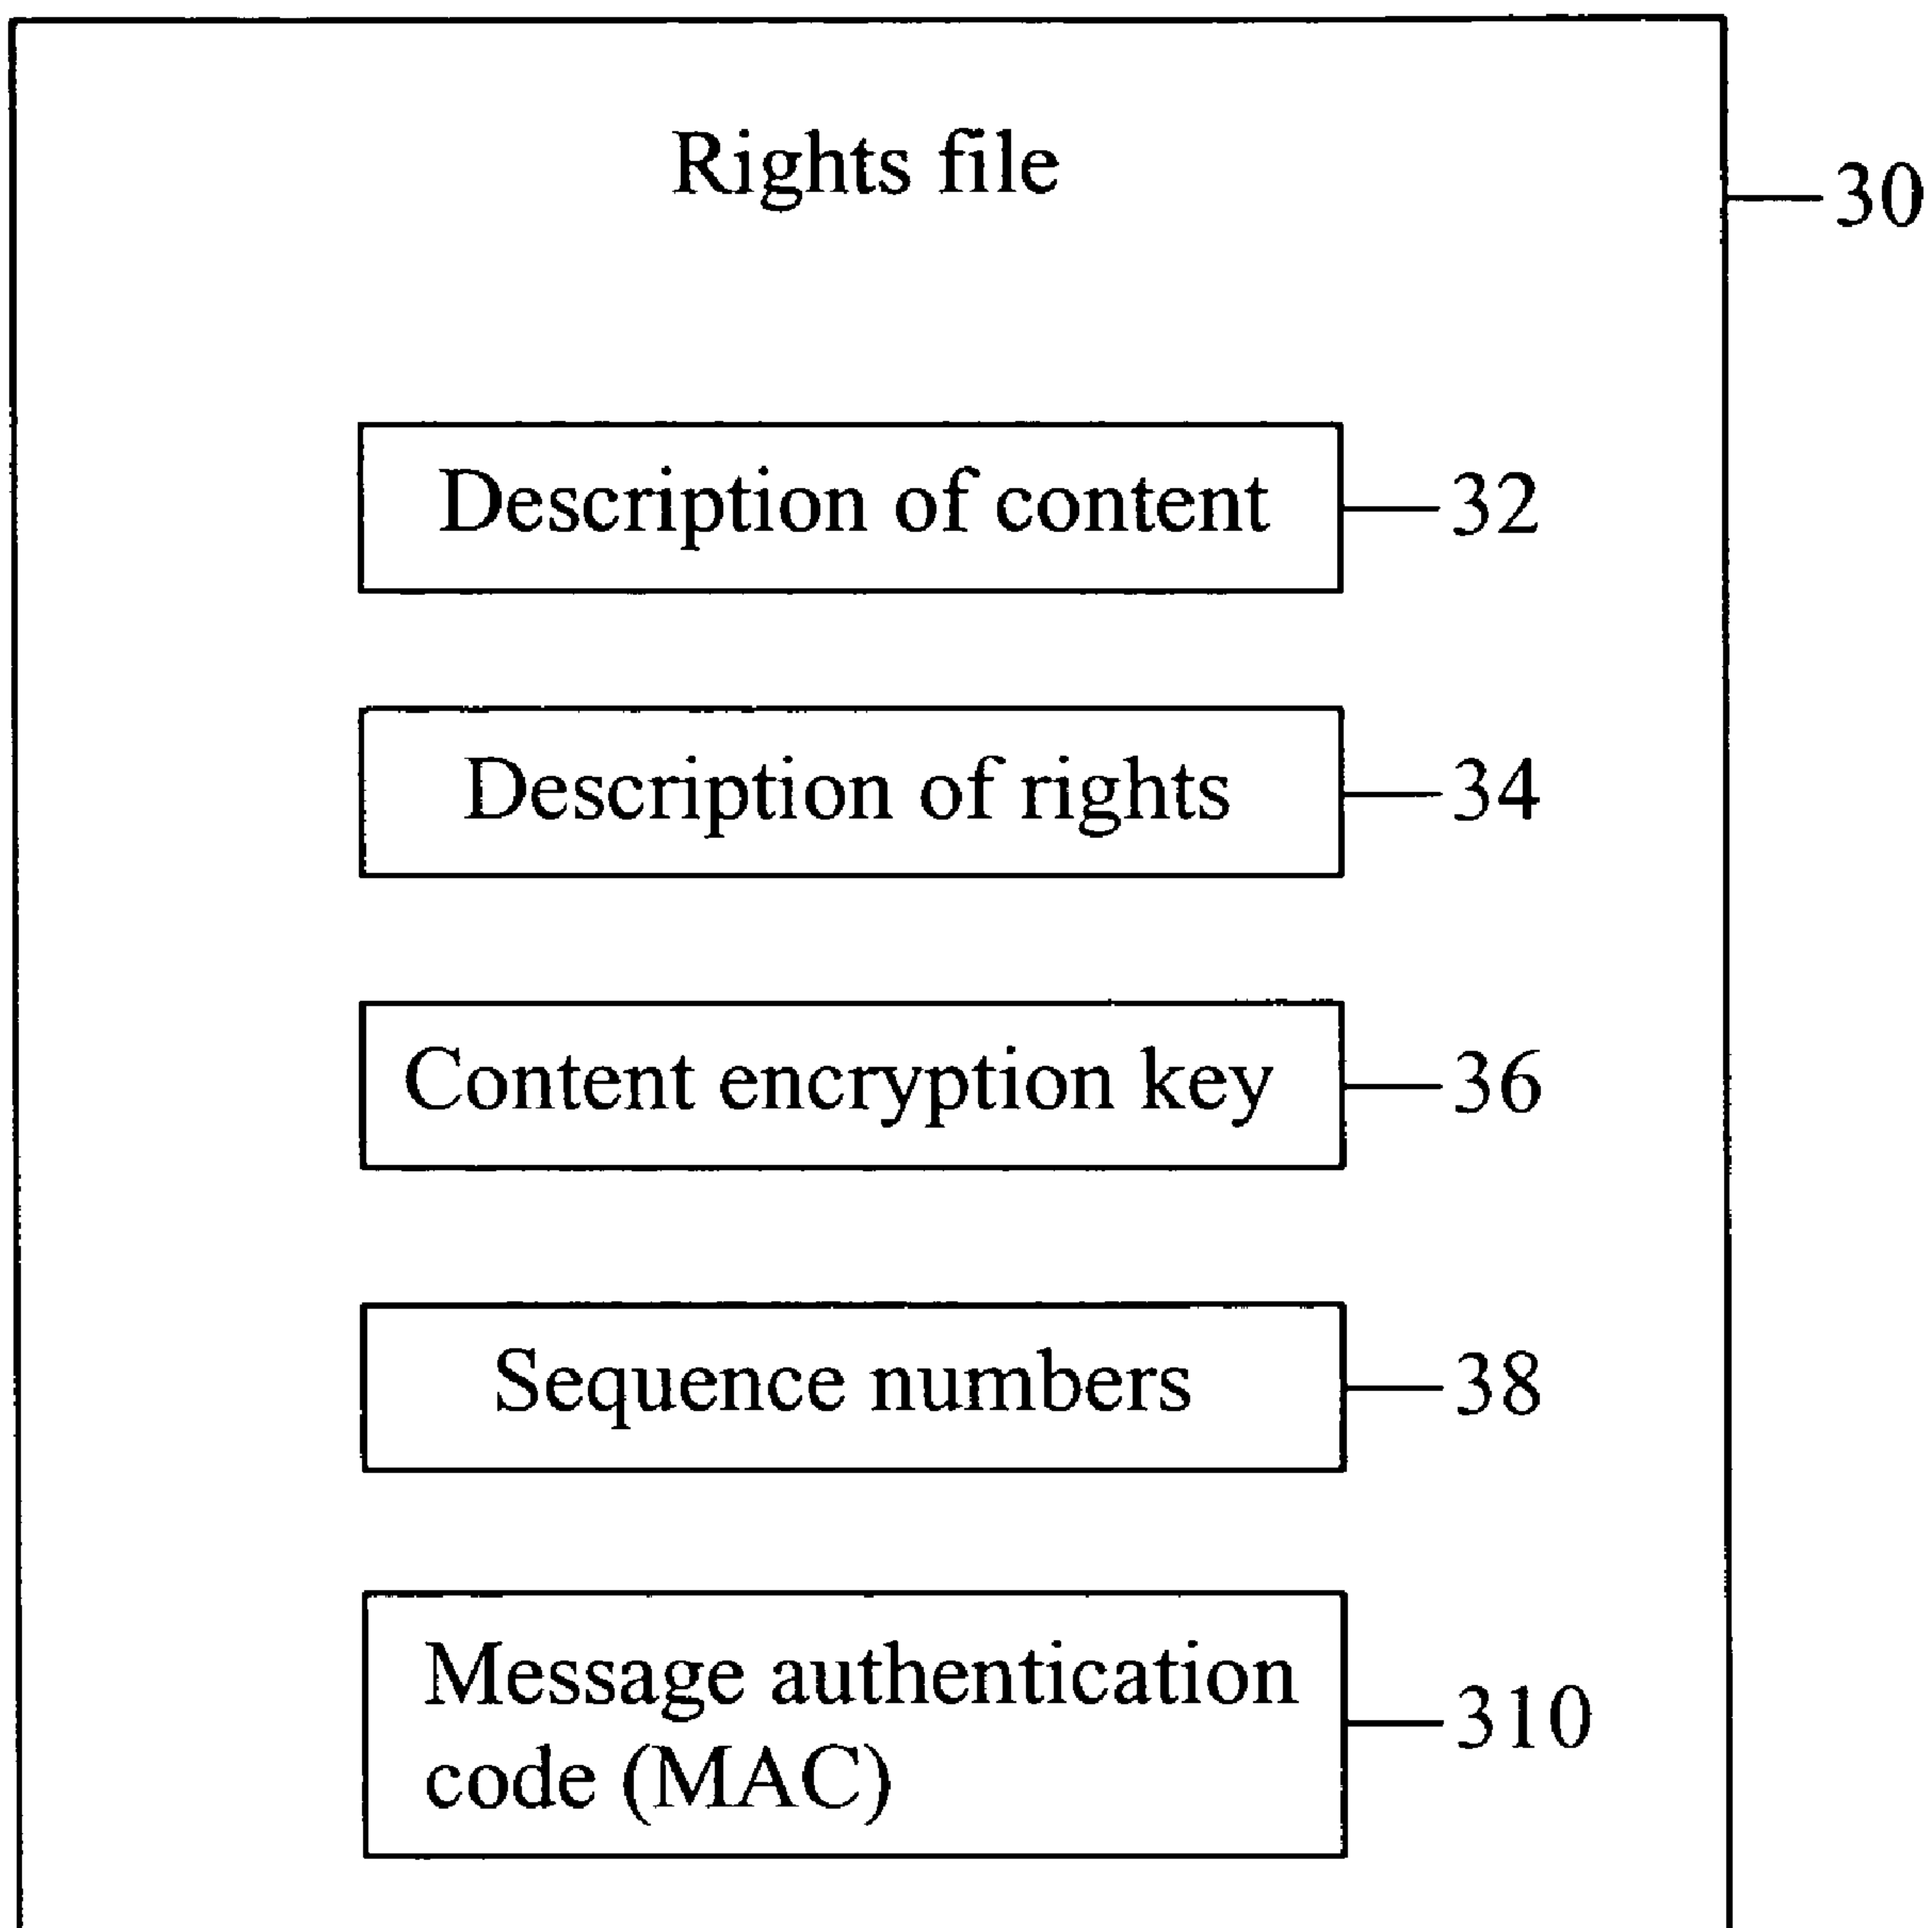 Rights file
30
Description of content
32
Description of rights
34
Content encryption key
36
Sequence numbers
38
Message authentication
code (MAC)
310